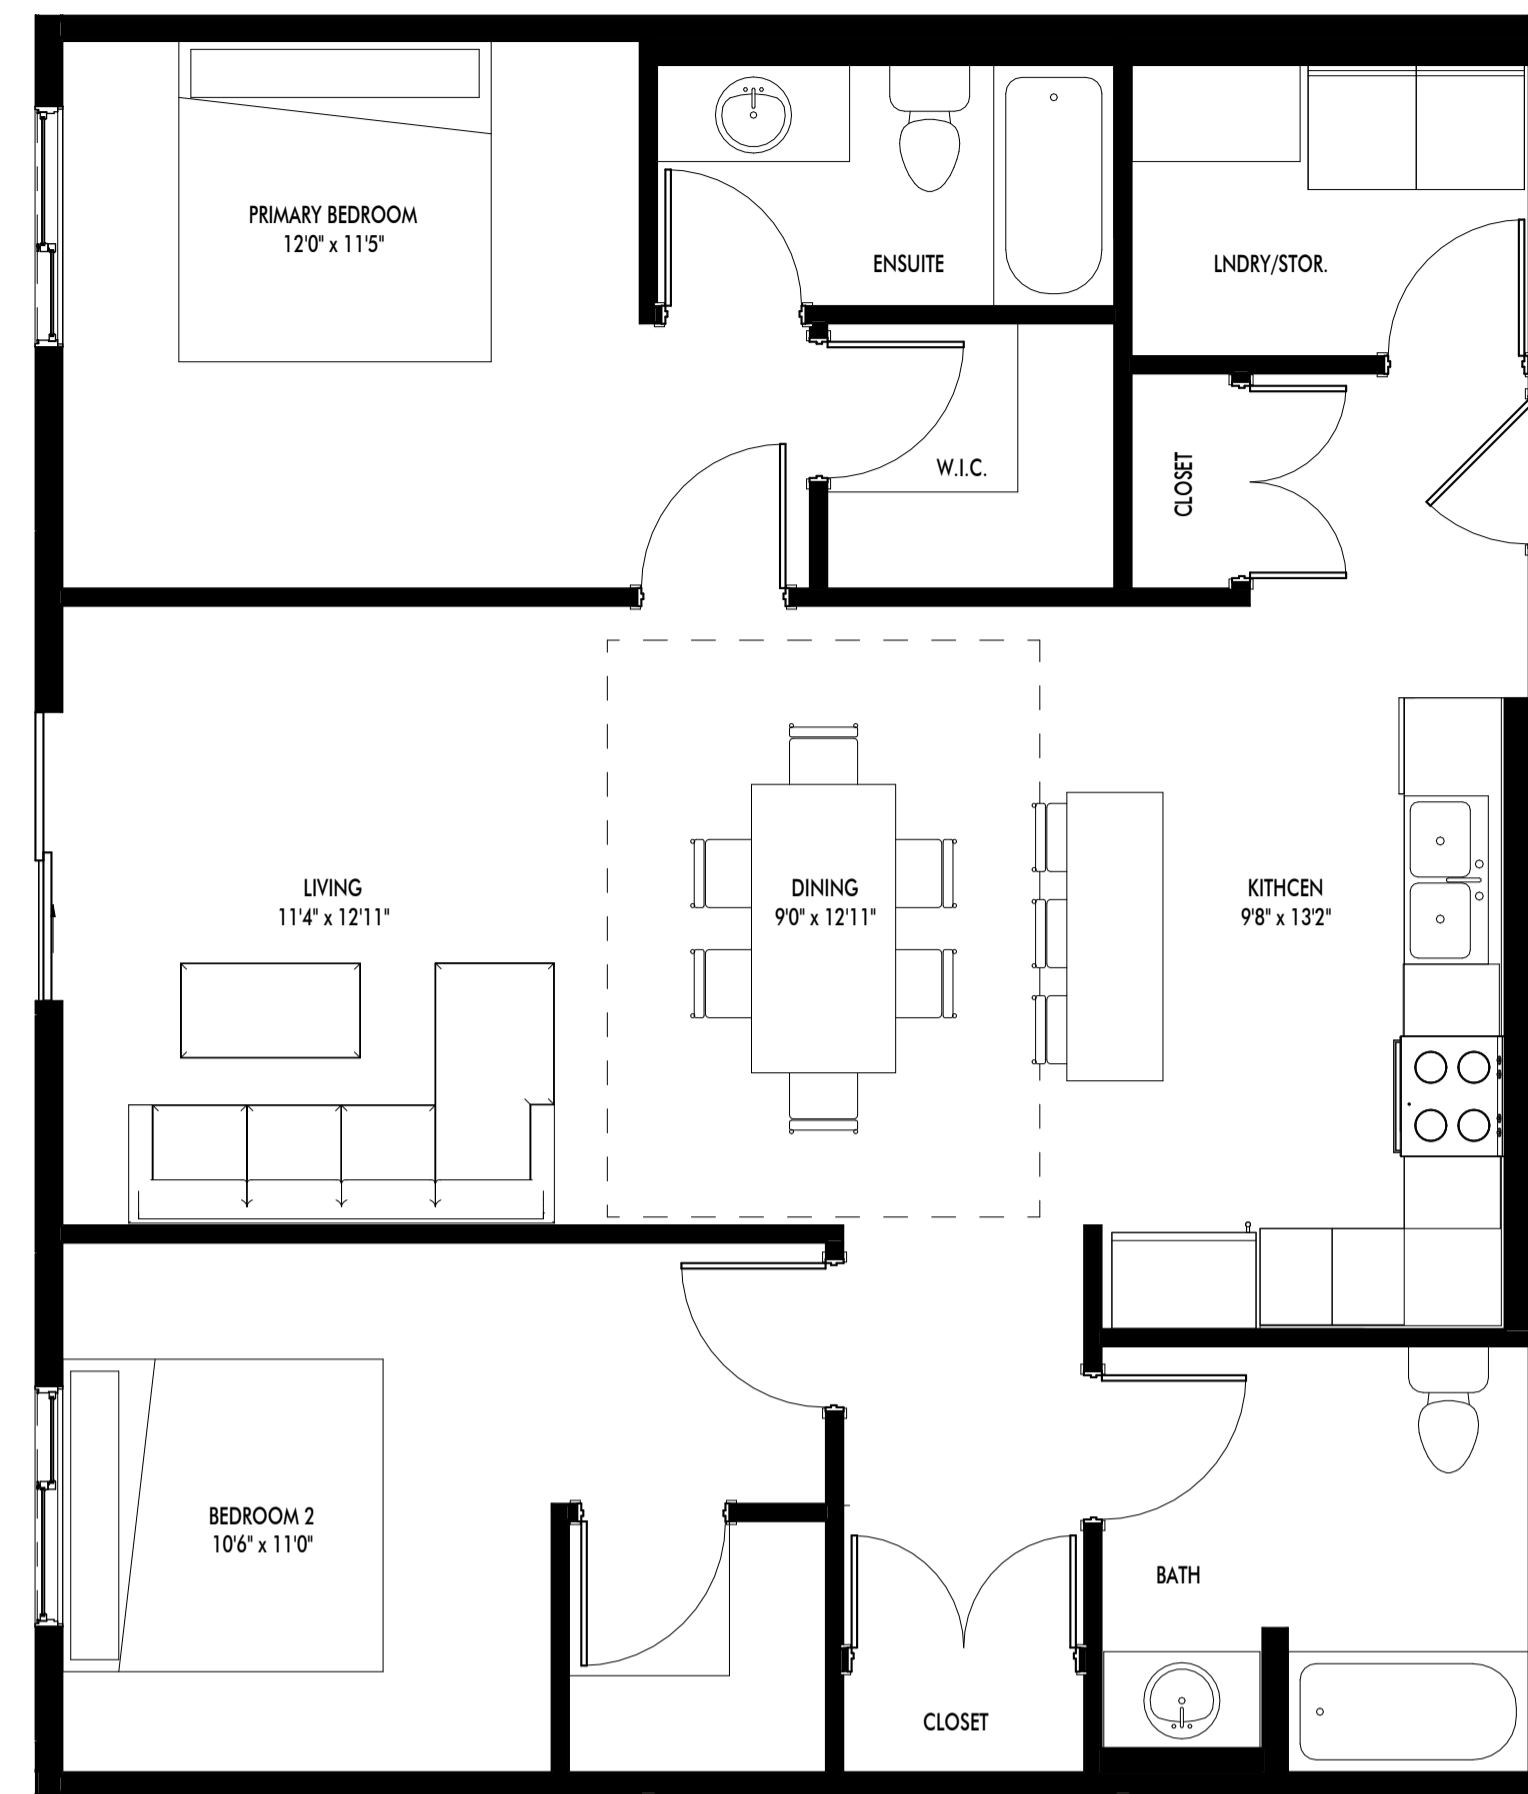 PRIMARY BEDROOM
12'0" x 11'5"
ENSUITE
LNDRY/STOR.
W.I.C.
CLOSET
LIVING
11'4" x 12'11"
DINING
9'0" x 12'11"
KITHCEN
9'8" x 13'2"
BEDROOM 2
10'6" x 11'0"
BATH
CLOSET